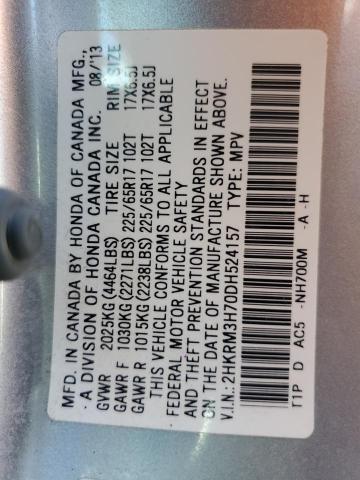 MFD. IN CANADA BY HONDA OF CANADA MFG.,
- A DIVISION OF HONDA CANADA INC. 08/'13
TIRE SIZE RIM SIZE
GVWR 2025KG (4464LBS)
GAWR F 1030KG(2271LBS) 225/65R17 102T 17X6.5J
GAWR R 1015KG(2238LBS) 225/65R17 102T 17X6.5J
THIS VEHICLE CONFORMS TO ALL APPLICABLE
FEDERAL MOTOR VEHICLE SAFETY
AND THEFT PREVENTION STANDARDS IN EFFECT
ON THE DATE OF MANUFACTURE SHOWN ABOVE.
V.I.N.: 2HKRM3H70DH524157 TYPE: MPV
T1P D AC5 -NH700M -A -H